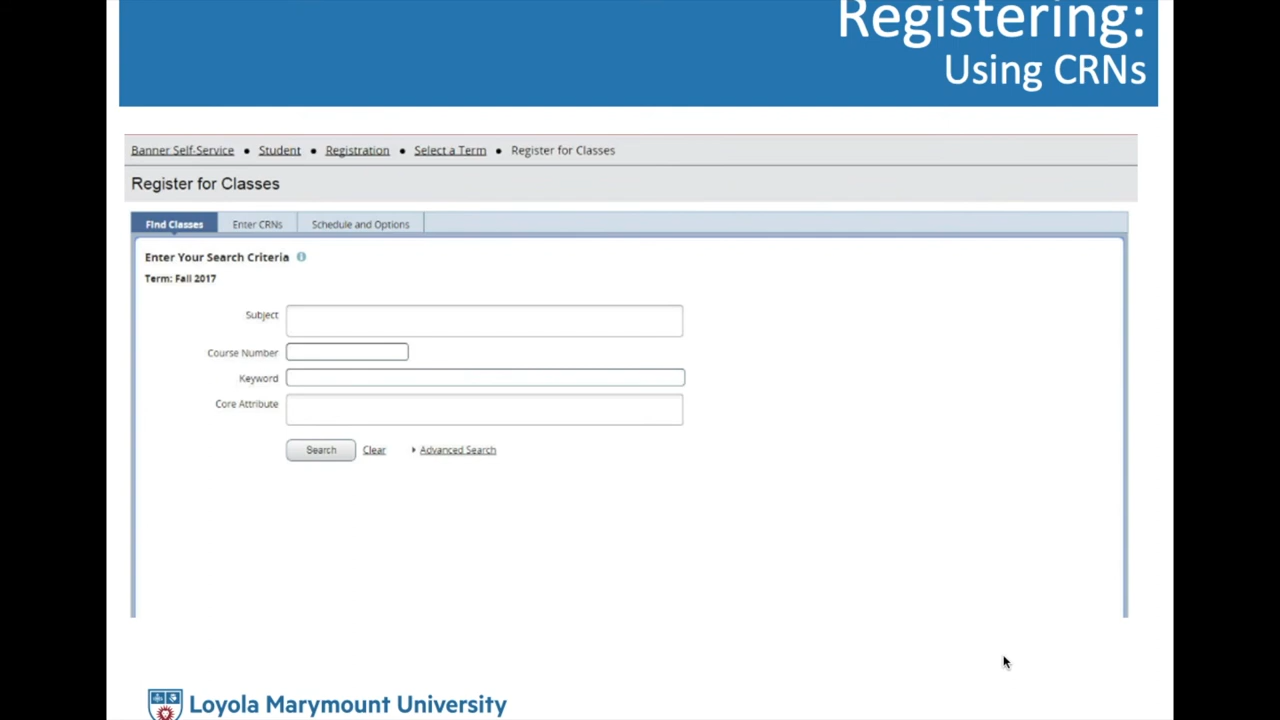 Registering:
Using CRNs
Banner Self-Service • Student • Registration • Select a Term • Register for Classes
Register for Classes
Find Classes Enter CRNs Schedule and Options
Enter Your Search Criteria
Term: Fall 2017
Subject
Course Number
Keyword
Core Attribute
Search Clear Advanced Search
Loyola Marymount University